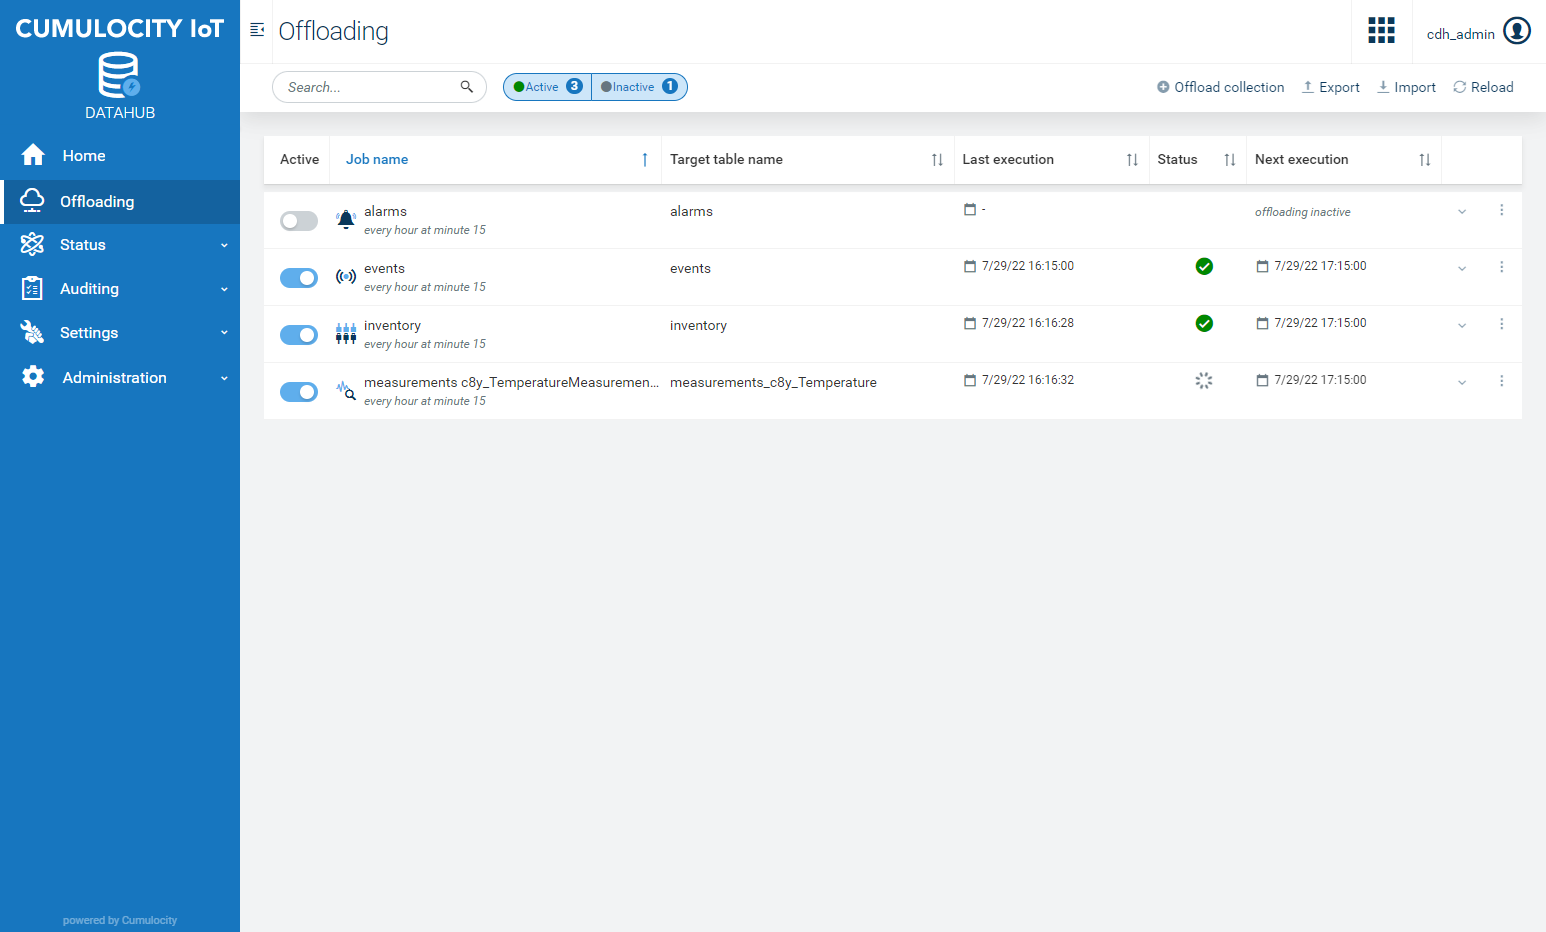 CUMULOCITY IoT
DATAHUB
Home
Offloading
Status
Auditing
Settings
Administration
powered by Cumulocity
Offloading
cdh_admin
Search...
Active 3 Inactive 1
Offload collection Export Import Reload
Active Job name Target table name Last execution Status Next execution
alarms alarms - offloading inactive
every hour at minute 15
events events 7/29/22 16:15:00 7/29/22 17:15:00
every hour at minute 15
inventory inventory 7/29/22 16:16:28 7/29/22 17:15:00
every hour at minute 15
measurements c8y_TemperatureMeasuremen... measurements_c8y_Temperature 7/29/22 16:16:32 7/29/22 17:15:00
every hour at minute 15